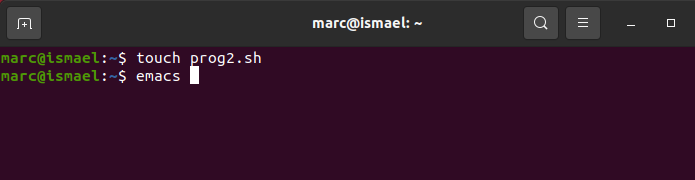 marc@ismael: ~
marc@ismael:~$ touch prog2.sh
marc@ismael:~$ emacs